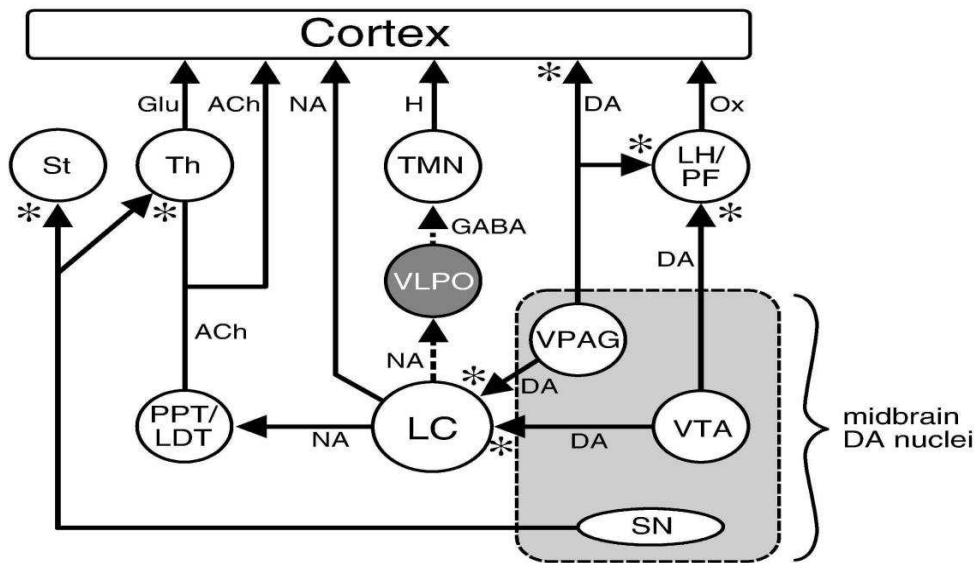 Cortex
Glu
ACh
NA
H
*
DA
Ox
St
*
Th
*
TMN
*
LH/
PF
*
GABA
VLPO
DA
ACh
NA
VPAG
*
DA
PPT/
LDT
NA
LC
*
DA
VTA
midbrain
DA nuclei
SN